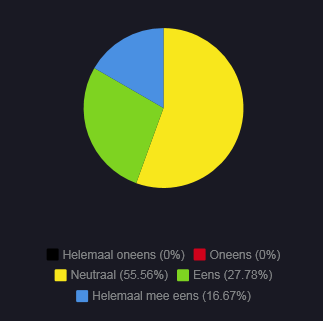 Helemaal oneens (0%) Oneens (0%)
Neutraal (55.56%) Eens (27.78%)
Helemaal mee eens (16.67%)